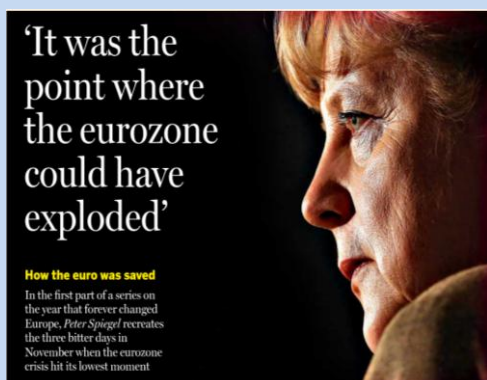 ‘It was the
point where
the eurozone
could have
exploded’
How the euro was saved
In the first part of a series on
the year that forever changed
Europe, Peter Spiegel recreates
the three bitter days in
November when the eurozone
crisis hit its lowest moment